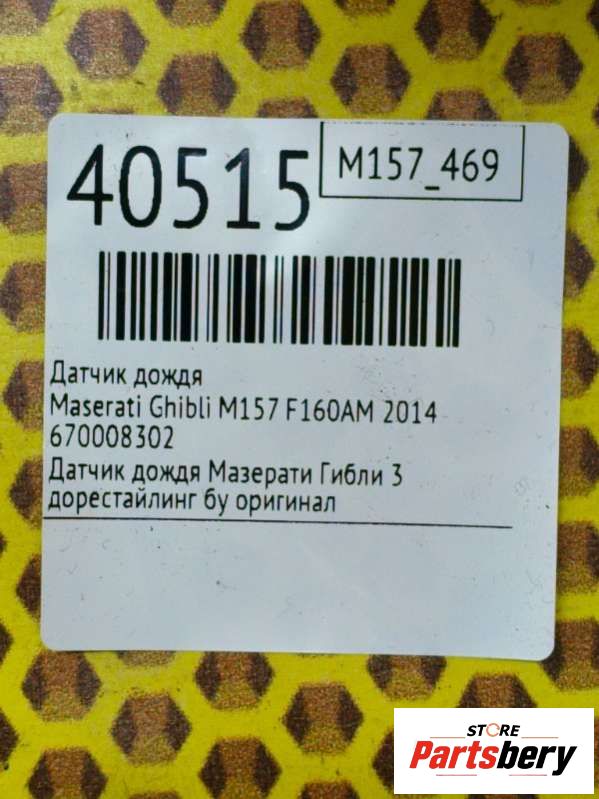 40515
M157_469
Датчик дождя
Maserati Ghibli M157 F160AM 2014
670008302
Датчик дождя Мазерати Гибли 3
дорестайлинг бу оригинал
STORE
Partsbery